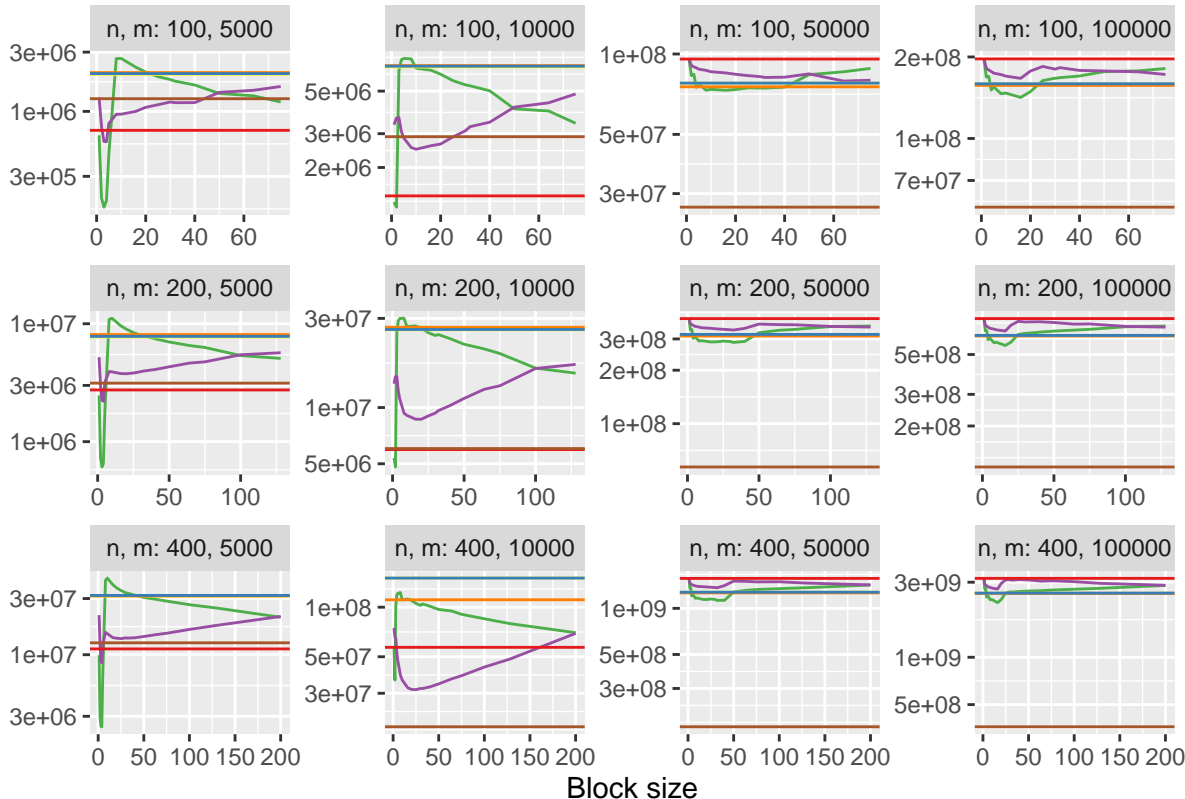 n, m: 100, 5000
n, m: 100, 10000
n, m: 100, 50000
n, m: 100, 100000
3e+06
1e+06
3e+05
0 20 40 60
5e+06
3e+06
2e+06
0 20 40 60
1e+08
5e+07
3e+07
0 20 40 60
2e+08
1e+08
7e+07
0 20 40 60
n, m: 200, 5000
n, m: 200, 10000
n, m: 200, 50000
n, m: 200, 100000
1e+07
3e+06
1e+06
0 50 100
3e+07
1e+07
5e+06
0 50 100
3e+08
2e+08
1e+08
0 50 100
5e+08
3e+08
2e+08
0 50 100
n, m: 400, 5000
n, m: 400, 10000
n, m: 400, 50000
n, m: 400, 100000
3e+07
1e+07
3e+06
0 50 100 150 200
1e+08
5e+07
3e+07
0 50 100 150 200
1e+09
5e+08
3e+08
0 50 100 150 200
3e+09
1e+09
5e+08
0 50 100 150 200
Block size